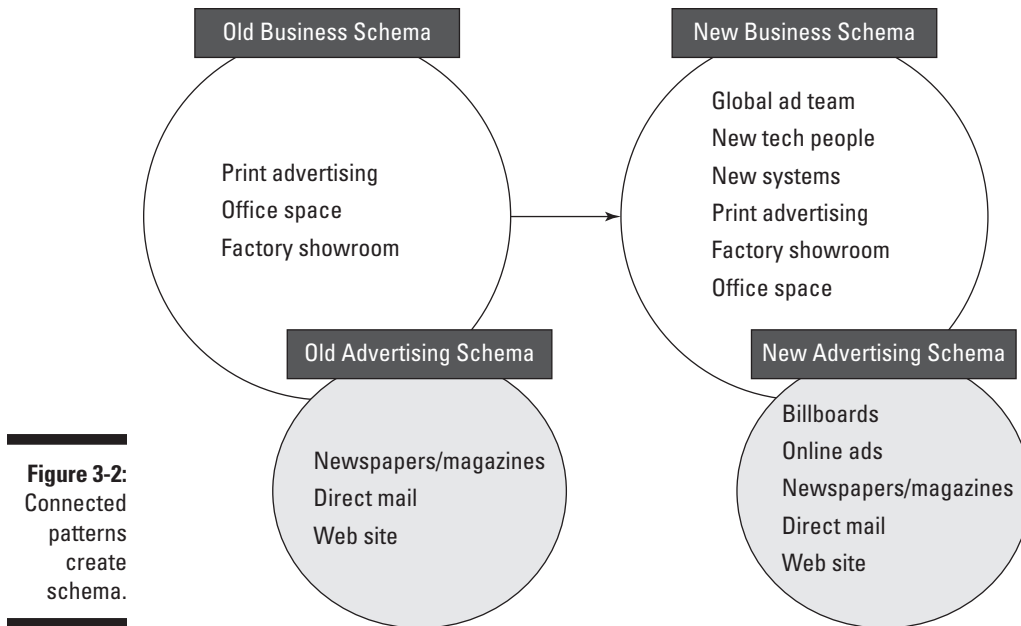 Old Business Schema
Print advertising
Office space
Factory showroom
Old Advertising Schema
Newspapers/magazines
Direct mail
Web site
New Business Schema
Global ad team
New tech people
New systems
Print advertising
Factory showroom
Office space
New Advertising Schema
Billboards
Online ads
Newspapers/magazines
Direct mail
Web site
Figure 3-2:
Connected
patterns
create
schema.